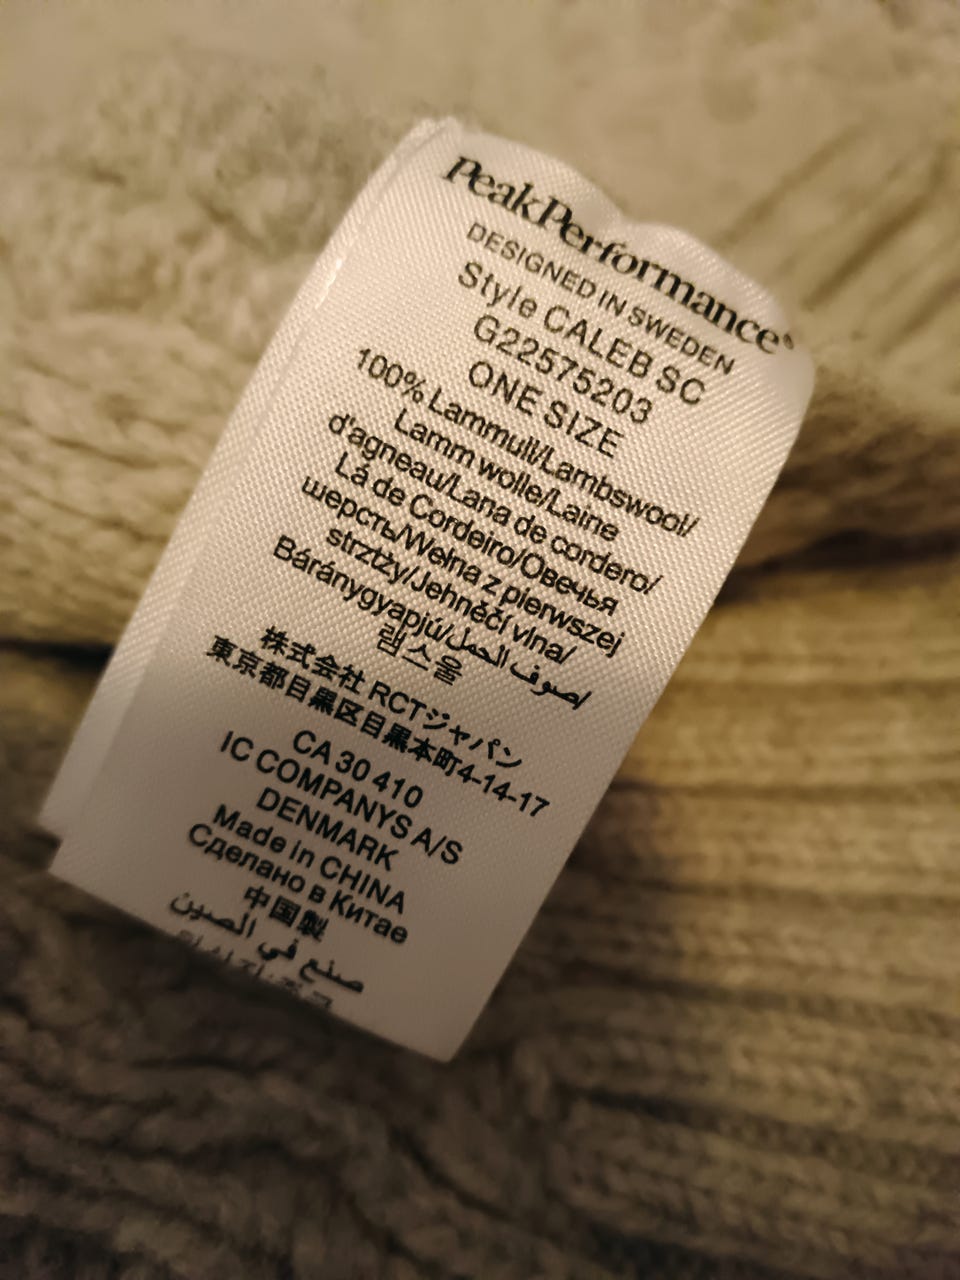 PeakPerformance®
DESIGNED IN SWEDEN
Style CALEB SC
G22575203
ONE SIZE
100% Lammull/Lambswool/
Lamm wolle/Laine
d'agneau/Lana de cordero/
Lá de Cordeiro/Овечья
шерсть/Wełna z pierwszej
strztży/Jehněčí vlna/
Báránygyapjú/صوف الحمل/
램스울
株式会社 RCTジャパン
東京都目黒区目黒本町4-14-17
CA 30 410
IC COMPANYS A/S
DENMARK
Made in CHINA
Сделано в Китае
中国製
صنع في الصين